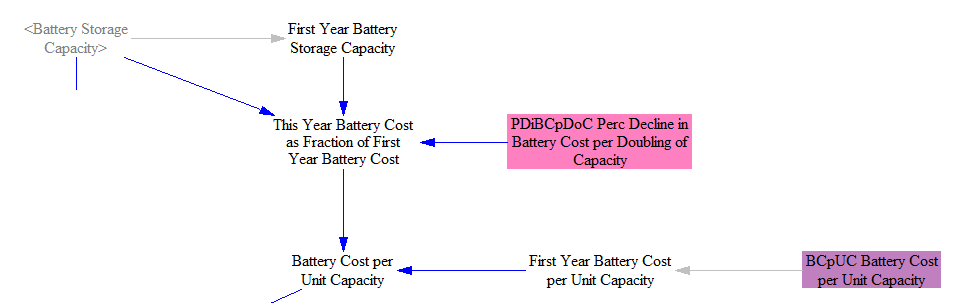 <Battery Storage
Capacity>
First Year Battery
Storage Capacity
This Year Battery Cost
as Fraction of First
Year Battery Cost
PDiBCpDoC Perc Decline in
Battery Cost per Doubling of
Capacity
Battery Cost per
Unit Capacity
First Year Battery Cost
per Unit Capacity
BCpUC Battery Cost
per Unit Capacity